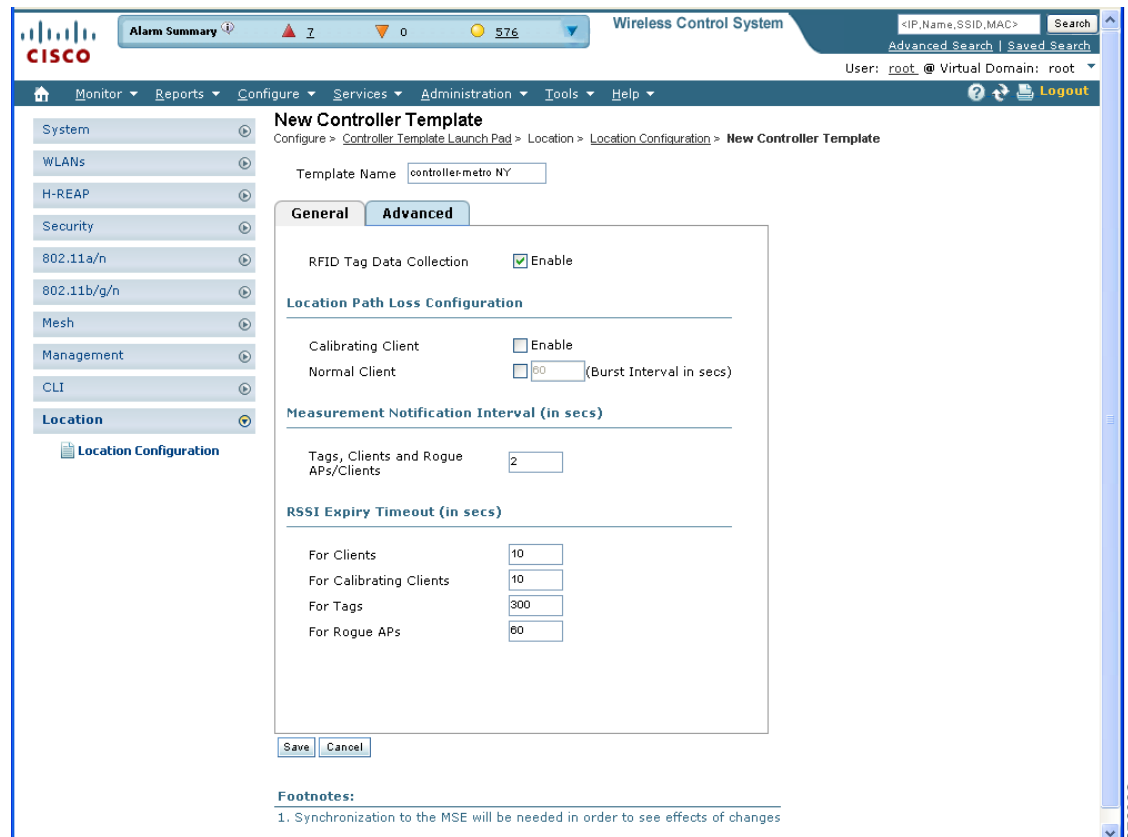 CISCO
Alarm Summary
7
0
576
Wireless Control System
<IP,Name,SSID,MAC>
Search
Advanced Search | Saved Search
User: root @ Virtual Domain: root
Monitor Reports Configure Services Administration Tools Help
Logout
System
WLANs
H-REAP
Security
802.11a/n
802.11b/g/n
Mesh
Management
CLI
Location
Location Configuration
New Controller Template
Configure > Controller Template Launch Pad > Location > Location Configuration > New Controller Template
Template Name controller-metro NY
General Advanced
RFID Tag Data Collection Enable
Location Path Loss Configuration
Calibrating Client Enable
Normal Client 60 (Burst Interval in secs)
Measurement Notification Interval (in secs)
Tags, Clients and Rogue
APs/Clients
2
RSSI Expiry Timeout (in secs)
For Clients 10
For Calibrating Clients 10
For Tags 300
For Rogue APs 60
Save Cancel
Footnotes:
1. Synchronization to the MSE will be needed in order to see effects of changes